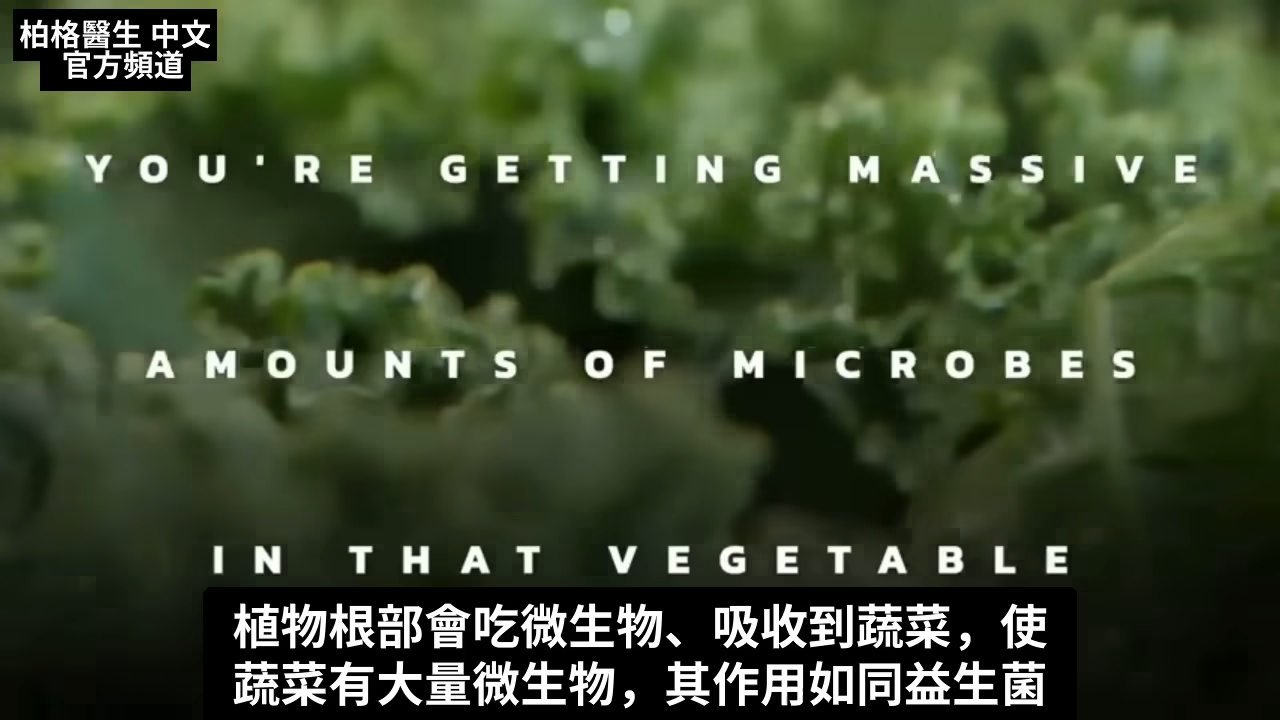 柏格醫生 中文
官方頻道
YOU'RE GETTING MASSIVE
AMOUNTS OF MICROBES
IN THAT VEGETABLE
植物根部會吃微生物、吸收到蔬菜，使
蔬菜有大量微生物，其作用如同益生菌